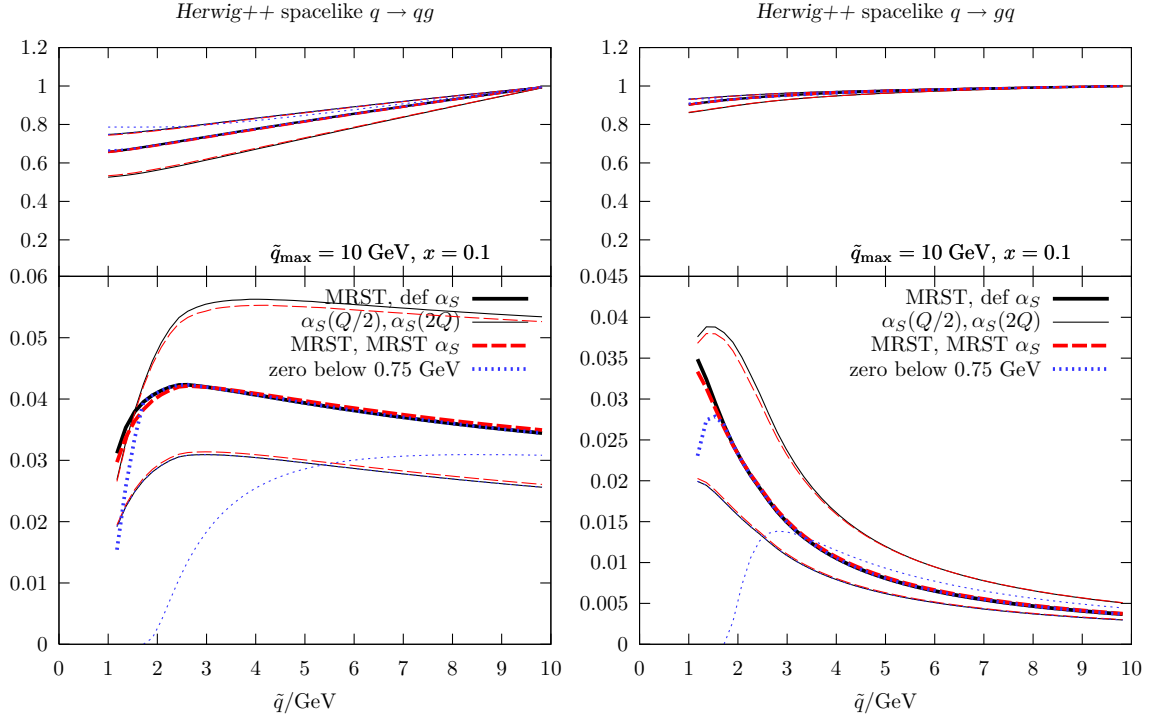 Herwig++ spacelike q → qg
1.2
1
0.8
0.6
0.4
0.2
q̃max = 10 GeV, x = 0.1
0.06
0.05
0.04
0.03
0.02
0.01
0
MRST, def αS
αS(Q/2), αS(2Q)
MRST, MRST αS
zero below 0.75 GeV
0 1 2 3 4 5 6 7 8 9 10
q̃/GeV
Herwig++ spacelike q → gq
1.2
1
0.8
0.6
0.4
0.2
q̃max = 10 GeV, x = 0.1
0.045
0.04
0.035
0.03
0.025
0.02
0.015
0.01
0.005
0
MRST, def αS
αS(Q/2), αS(2Q)
MRST, MRST αS
zero below 0.75 GeV
0 1 2 3 4 5 6 7 8 9 10
q̃/GeV